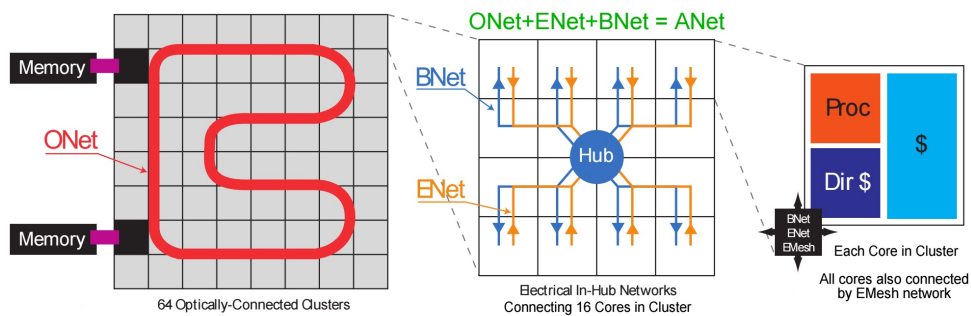 Memory
ONet
Memory
64 Optically-Connected Clusters
ONet+ENet+BNet = ANet
BNet
Hub
ENet
Electrical In-Hub Networks
Connecting 16 Cores in Cluster
Proc
$
Dir $
BNet
ENet
EMesh
Each Core in Cluster
All cores also connected
by EMesh network